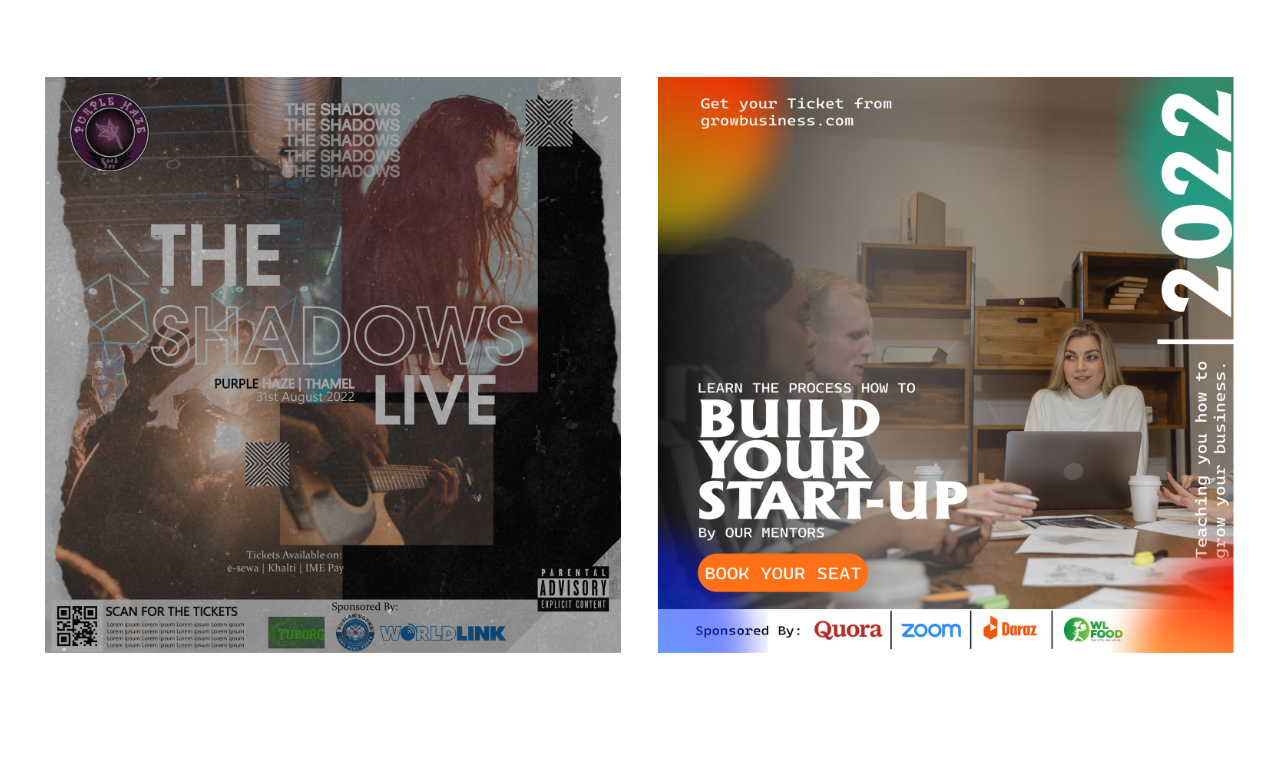 PURPLE HAZE
Rock Bar
THE SHADOWS
THE SHADOWS
THE SHADOWS
THE SHADOWS
THE SHADOWS
THE
SHADOWS
LIVE
PURPLE HAZE | THAMEL
31st August 2022
Tickets Available on:
e-sewa | Khalti | IME Pay
PARENTAL
ADVISORY
EXPLICIT CONTENT
SCAN FOR THE TICKETS
Lorem ipsum Lorem ipsum Lorem ipsum Lorem ipsum
Lorem ipsum Lorem ipsum Lorem ipsum Lorem ipsum
Lorem ipsum Lorem ipsum Lorem ipsum Lorem ipsum
Lorem ipsum Lorem ipsum Lorem ipsum Lorem ipsum
Sponsored By:
TUBORG
WORLDLINK
Get your Ticket from
growbusiness.com
2022
Teaching you how to
grow your business.
LEARN THE PROCESS HOW TO
BUILD
YOUR
START-UP
By OUR MENTORS
BOOK YOUR SEAT
Sponsored By:
Quora
zoom
Daraz
WL
FOOD